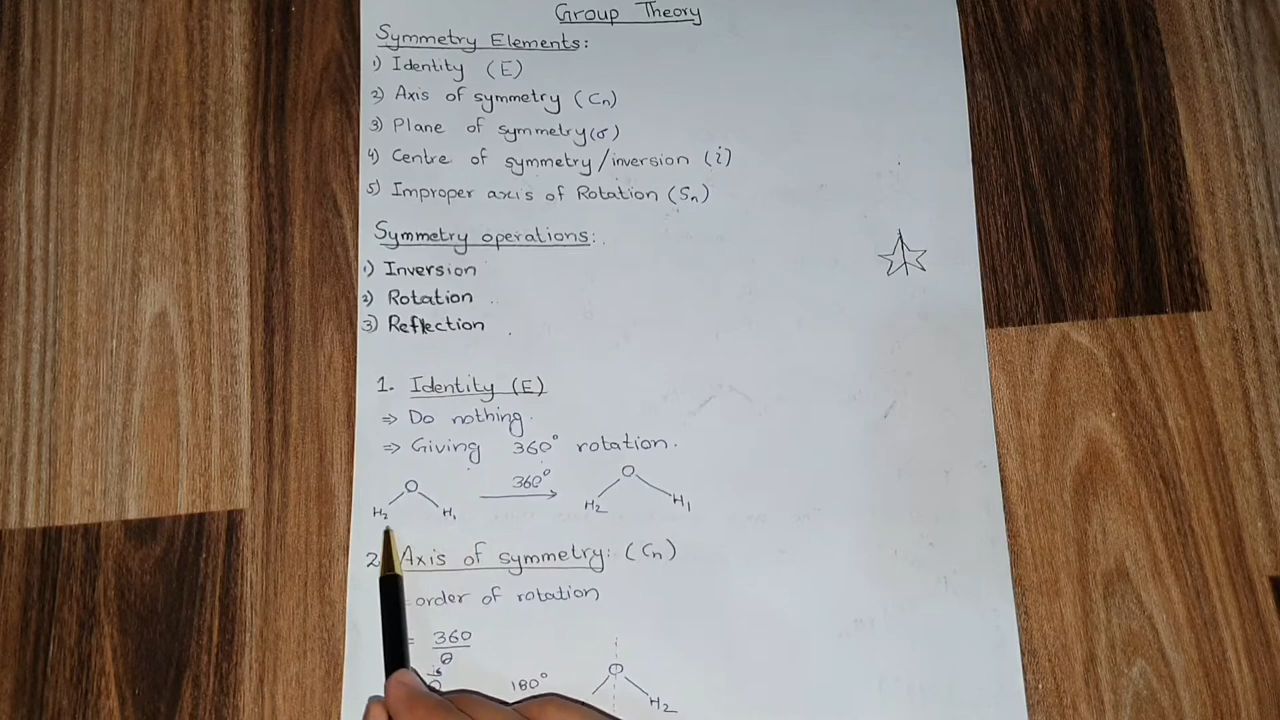 Group Theory
Symmetry Elements:
1) Identity (E)
2) Axis of symmetry (Cn)
3) Plane of symmetry (σ)
4) Centre of symmetry/inversion (i)
5) Improper axis of Rotation (Sn)
Symmetry operations:
1) Inversion
2) Rotation
3) Reflection
1. Identity (E)
⇒ Do nothing.
⇒ Giving 360° rotation.
O 360° O
H2 H1 H2 H1
2. Axis of symmetry: (Cn)
order of rotation
= 360
θ
180° O
H2